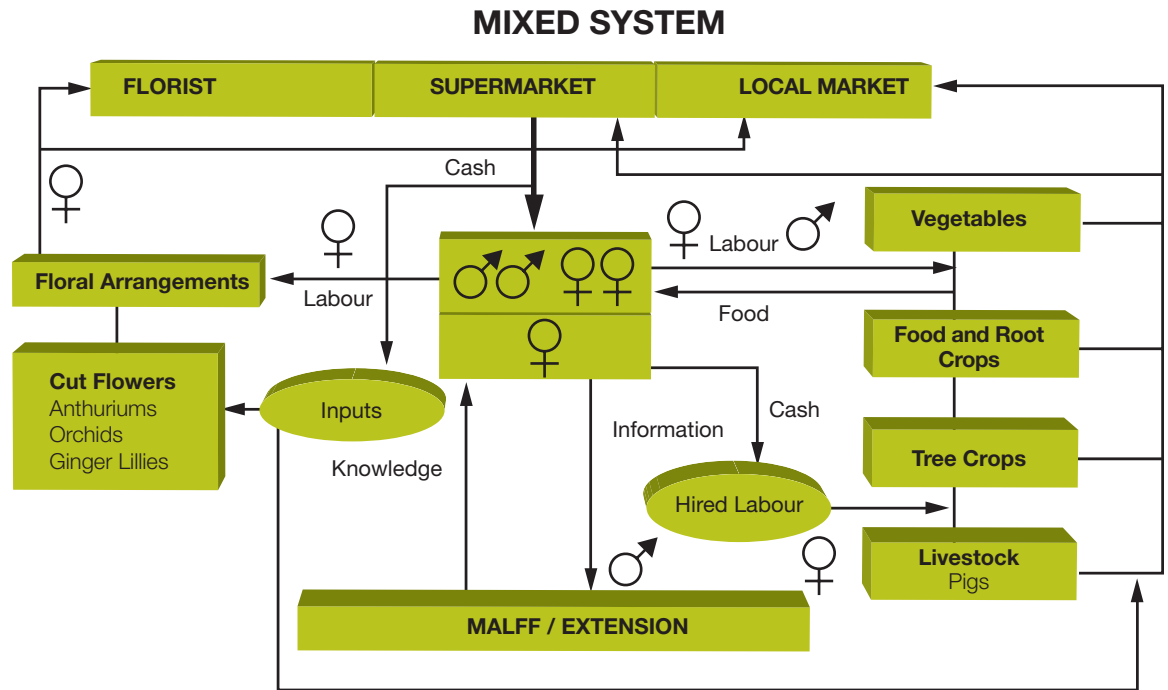 MIXED SYSTEM
FLORIST
SUPERMARKET
LOCAL MARKET
Cash
Vegetables
Labour
Floral Arrangements
Labour
Food
Food and Root
Crops
Cut Flowers
Anthuriums
Orchids
Ginger Lillies
Inputs
Cash
Information
Knowledge
Tree Crops
Hired Labour
Livestock
Pigs
MALFF / EXTENSION